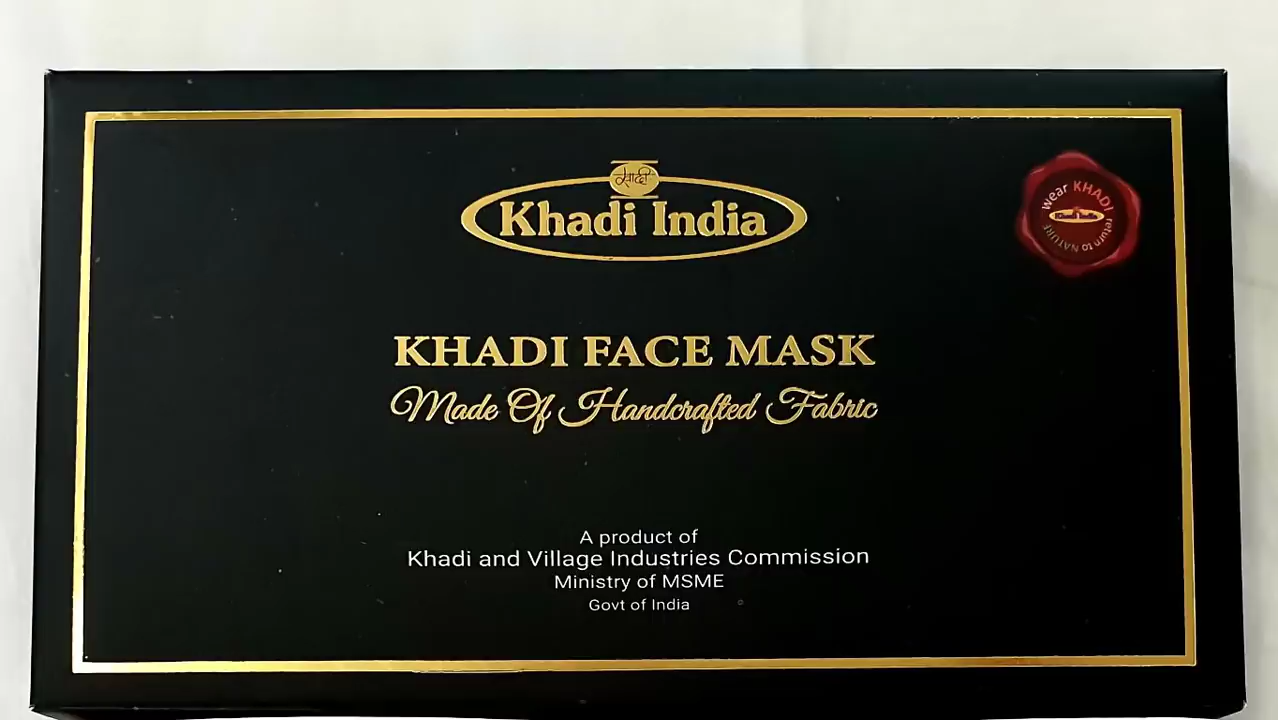 खादी
Khadi India
Wear KHADI
return to NATURE
KHADI FACE MASK
Made Of Handcrafted Fabric
A product of
Khadi and Village Industries Commission
Ministry of MSME
Govt of India